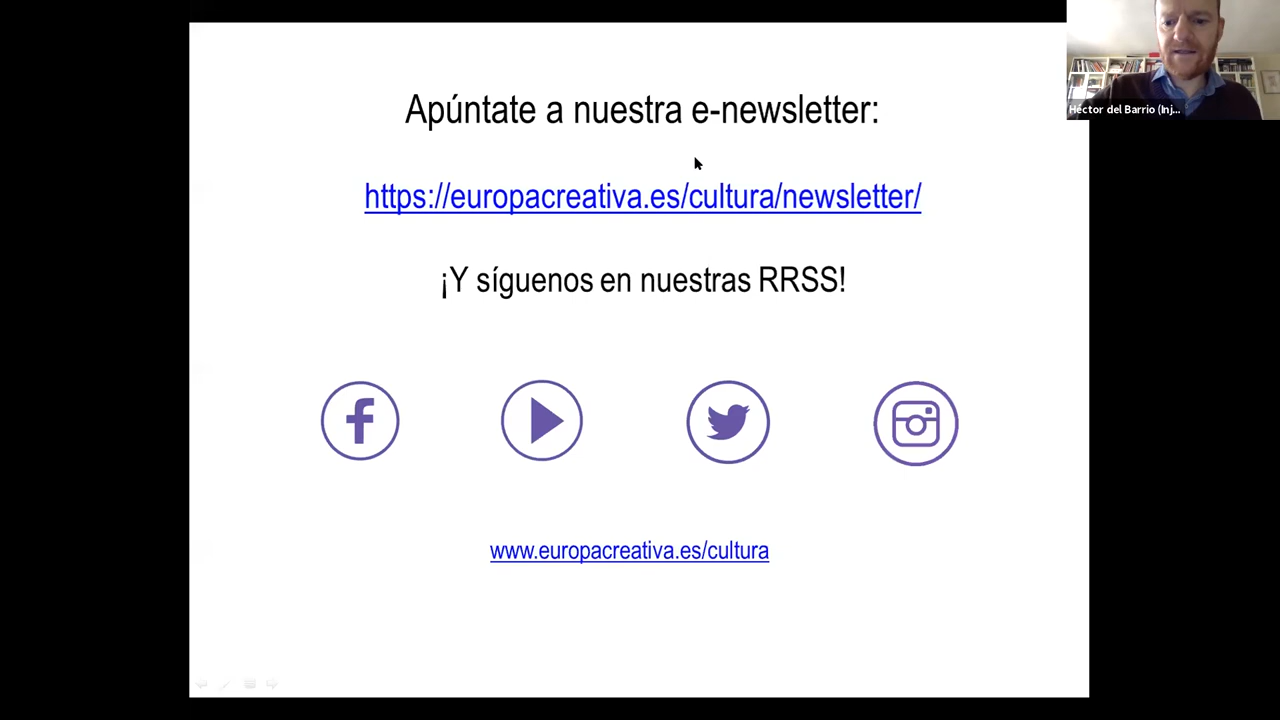 Apúntate a nuestra e-newsletter:
https://europacreativa.es/cultura/newsletter/
¡Y síguenos en nuestras RRSS!
www.europacreativa.es/cultura
Héctor del Barrio (Inj...